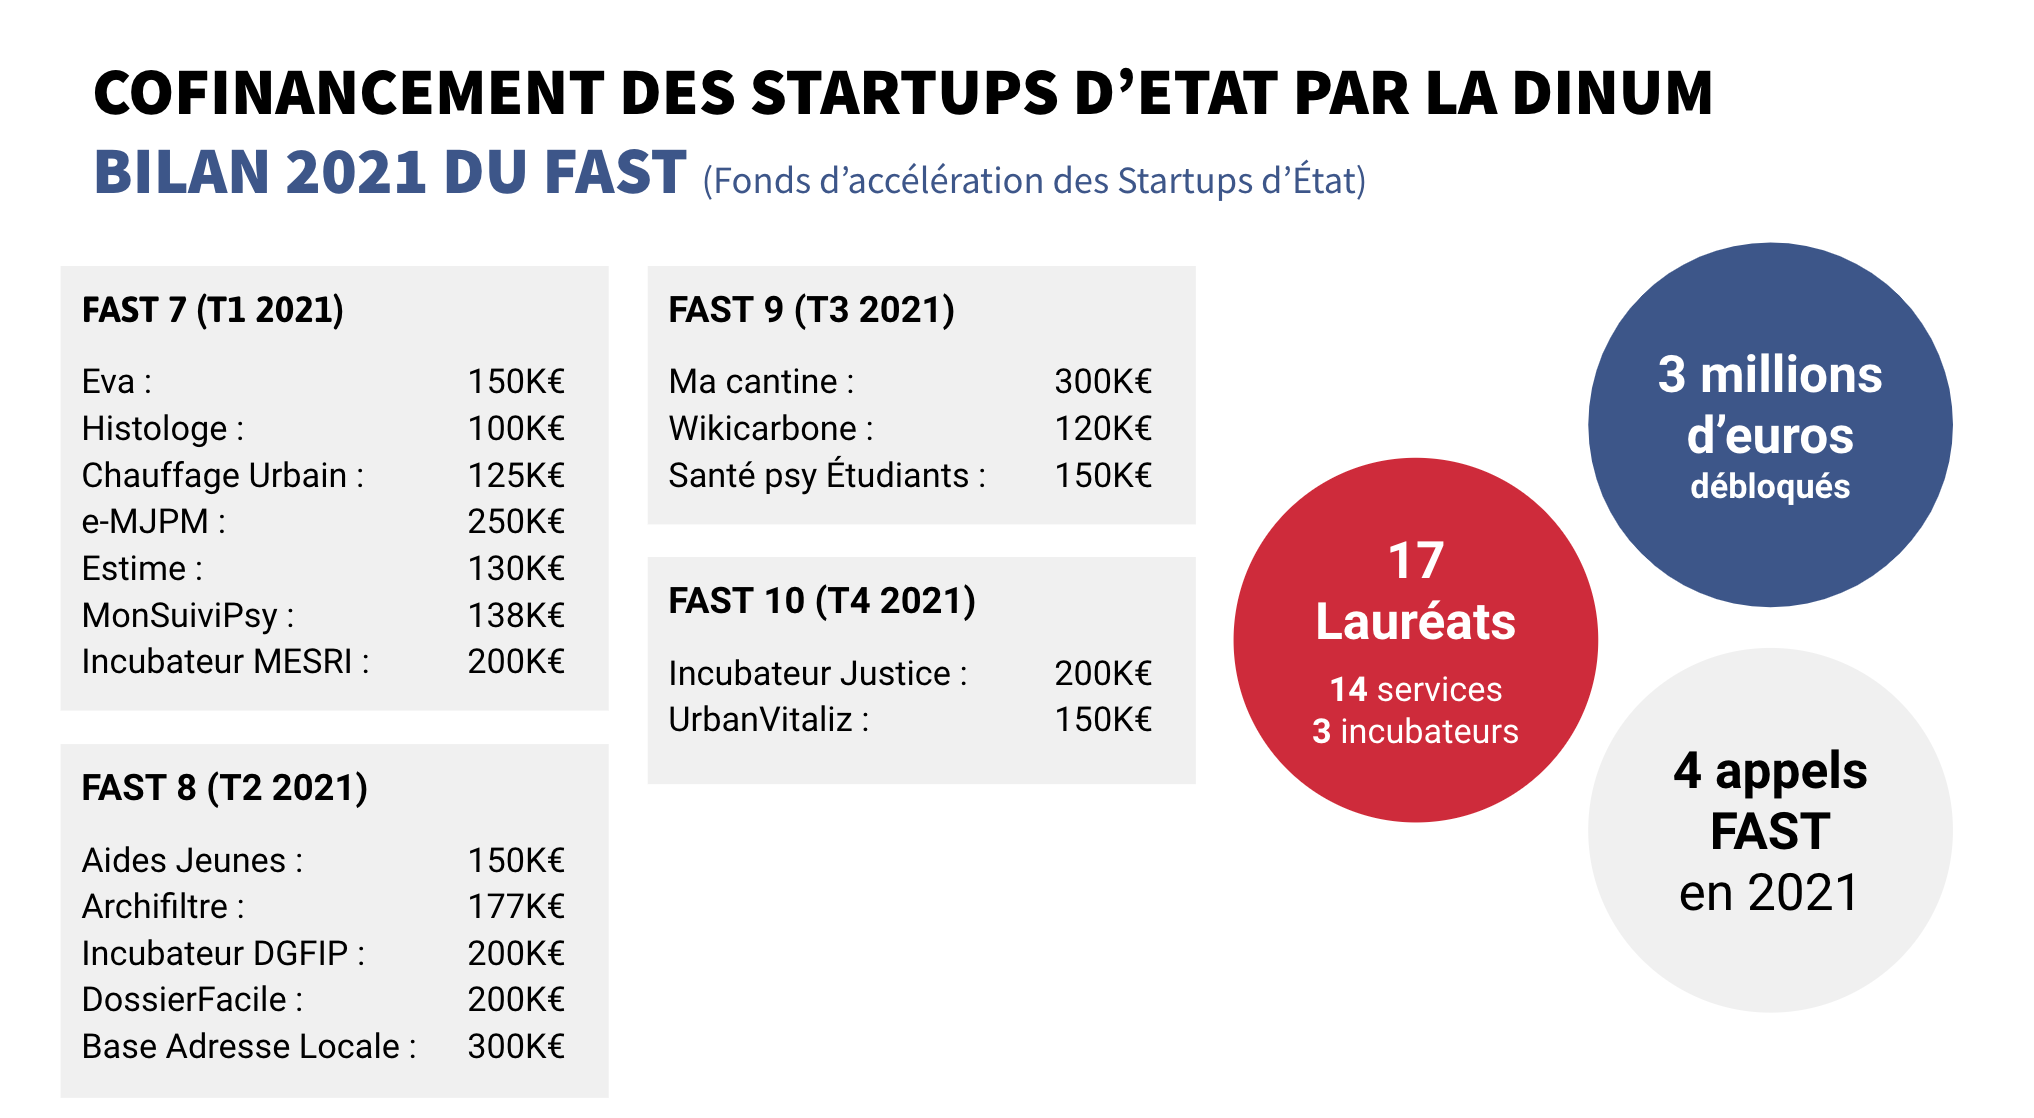 COFINANCEMENT DES STARTUPS D’ETAT PAR LA DINUM
BILAN 2021 DU FAST (Fonds d’accélération des Startups d’État)
FAST 7 (T1 2021)
Eva : 150K€
Histologe : 100K€
Chauffage Urbain : 125K€
e-MJPM : 250K€
Estime : 130K€
MonSuiviPsy : 138K€
Incubateur MESRI : 200K€
FAST 8 (T2 2021)
Aides Jeunes : 150K€
Archifiltre : 177K€
Incubateur DGFIP : 200K€
DossierFacile : 200K€
Base Adresse Locale : 300K€
FAST 9 (T3 2021)
Ma cantine : 300K€
Wikicarbone : 120K€
Santé psy Étudiants : 150K€
FAST 10 (T4 2021)
Incubateur Justice : 200K€
UrbanVitaliz : 150K€
17
Lauréats
14 services
3 incubateurs
3 millions
d’euros
débloqués
4 appels
FAST
en 2021